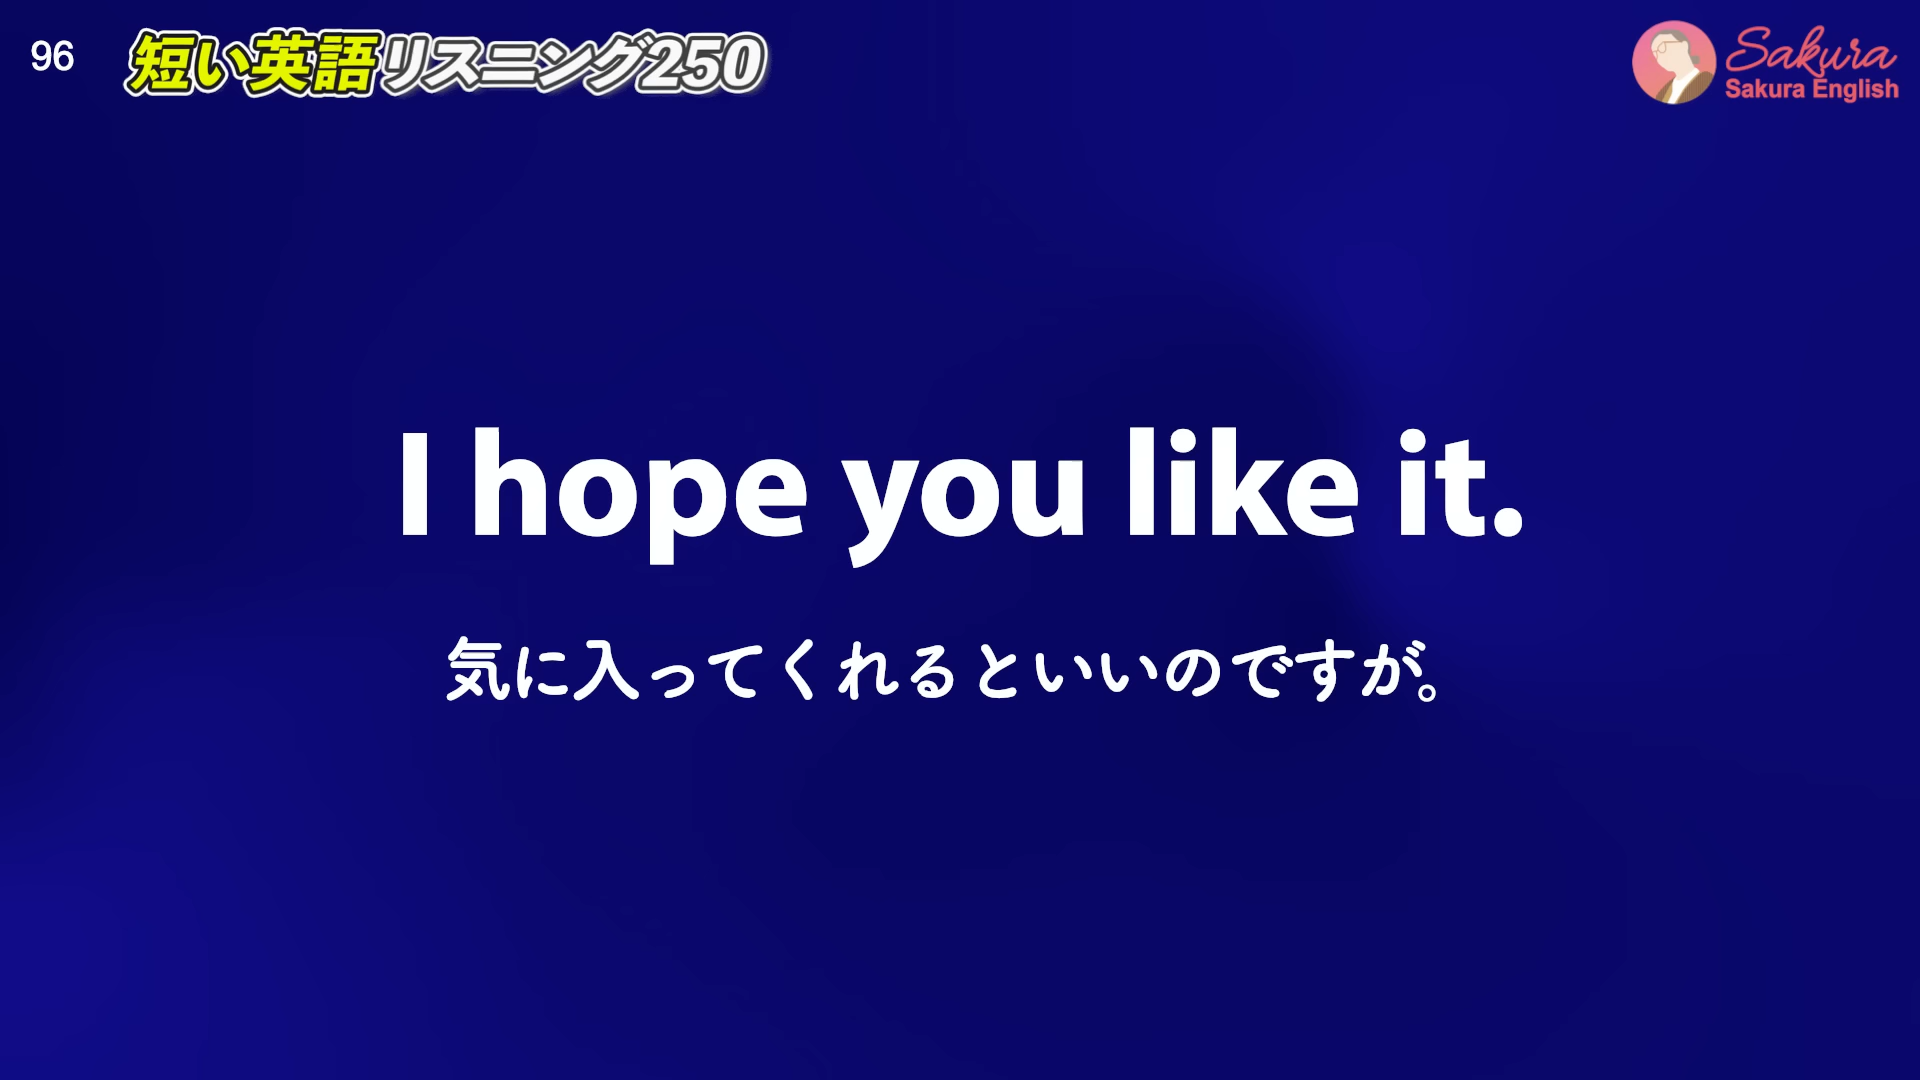 96
短い英語リスニング250
Sakura
Sakura English
I hope you like it.
気に入ってくれるといいのですが。